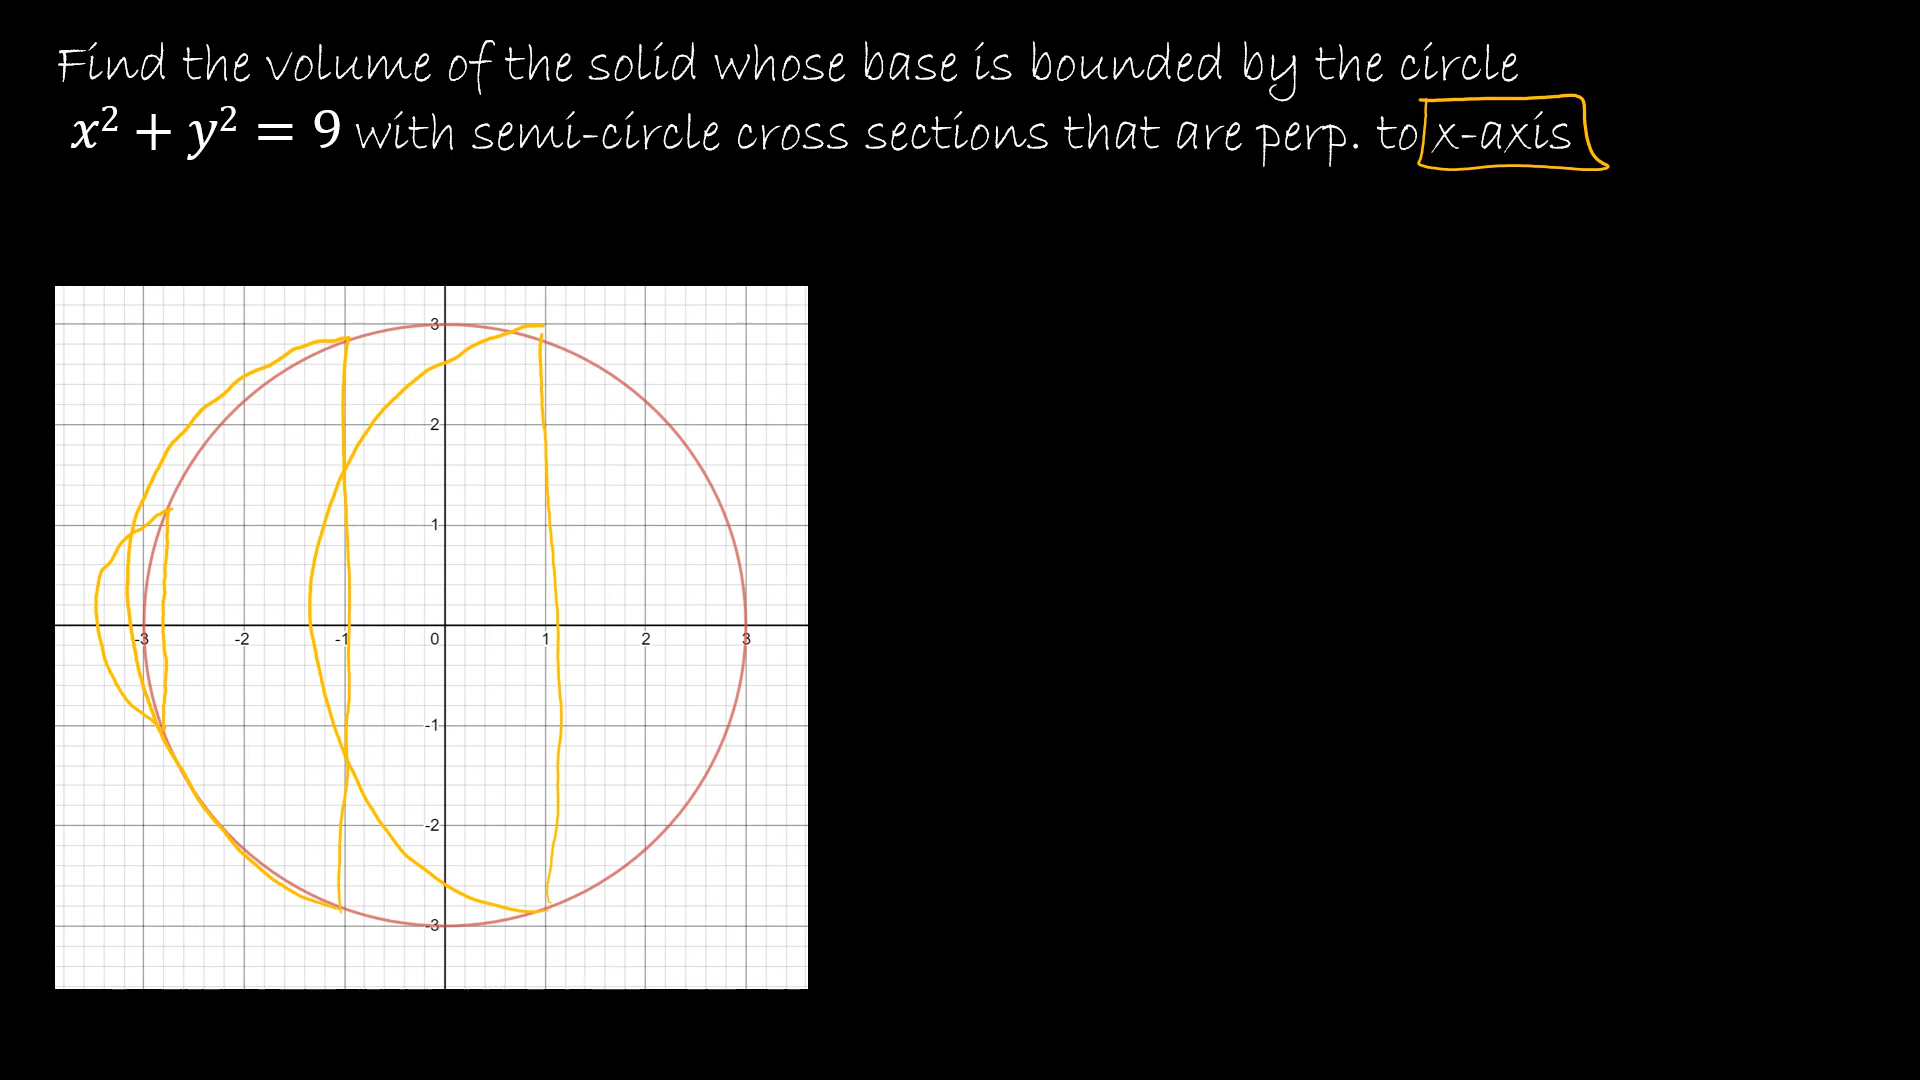 Find the volume of the solid whose base is bounded by the circle
x² + y² = 9 with semi-circle cross sections that are perp. to x-axis
3
2
1
-3 -2 -1 0 1 2 3
-1
-2
-3